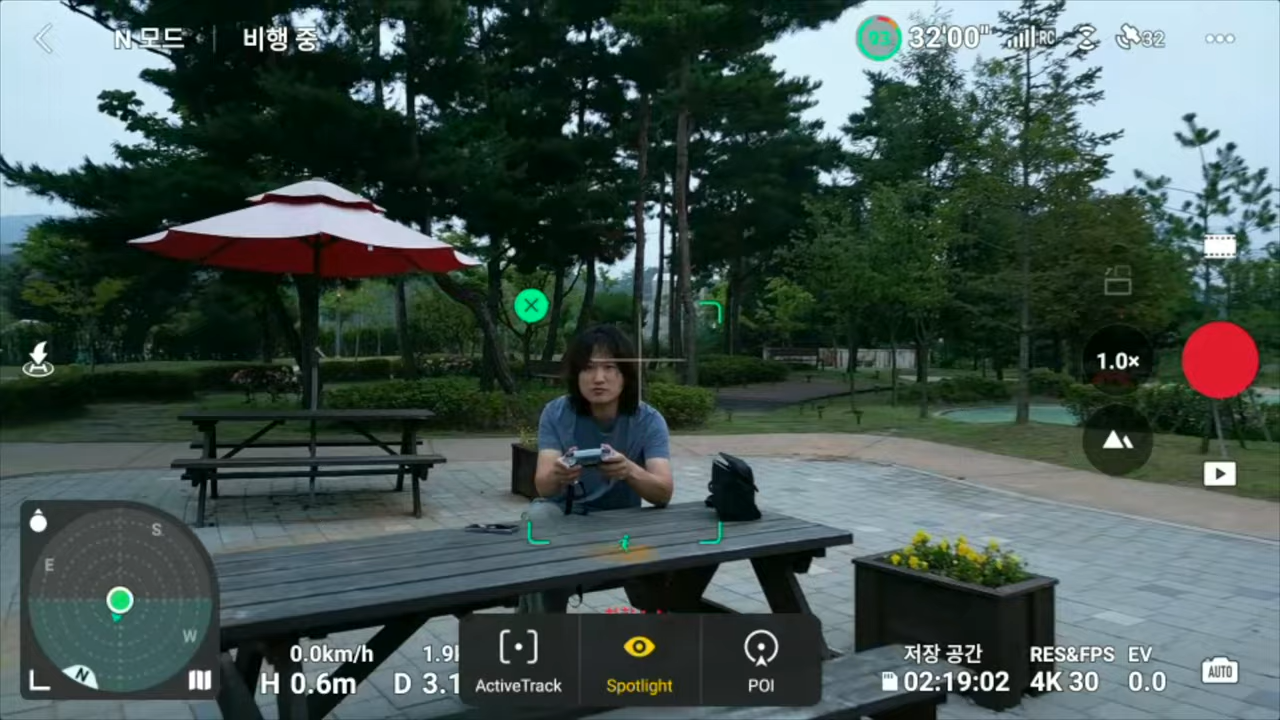 N 모드 비행 중 93 32'00" RC 32
1.0×
S
E
W
N
0.0km/h
H 0.6m D 3.1
ActiveTrack Spotlight POI
저장 공간 RES&FPS EV
02:19:02 4K 30 0.0
AUTO